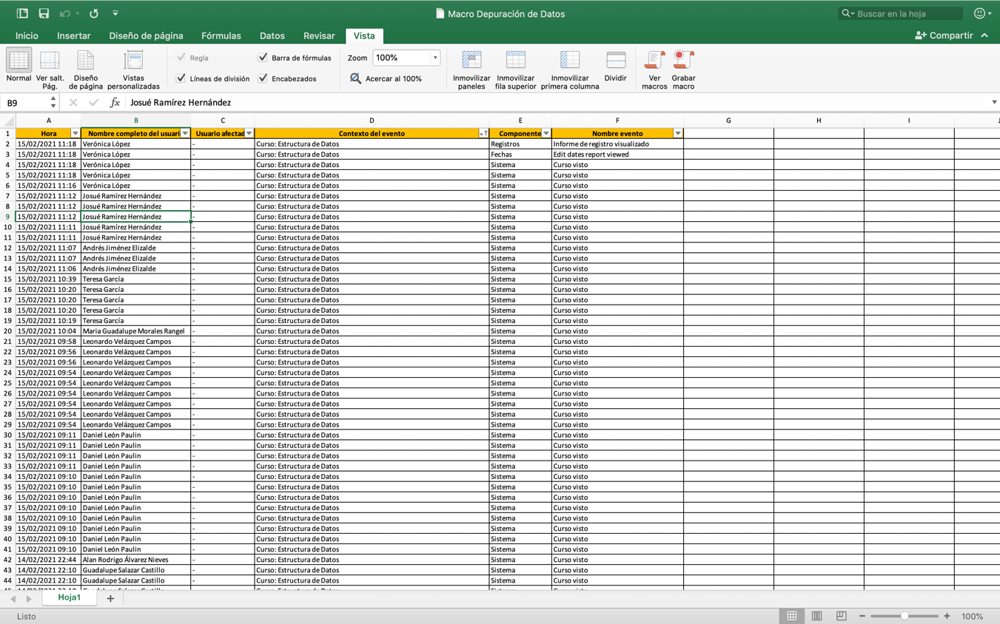 Macro Depuración de Datos
Buscar en la hoja
Inicio Insertar Diseño de página Fórmulas Datos Revisar Vista Compartir
Regla Barra de fórmulas Zoom 100%
Líneas de división Encabezados Acercar al 100%
Normal Ver salt. Pág. Diseño de página Vistas personalizadas Inmovilizar paneles Inmovilizar fila superior Inmovilizar primera columna Dividir Ver macros Grabar macro
B9 fx Josué Ramírez Hernández
A B C D E F G H I
1 Hora Nombre completo del usuari Usuario afectad Contexto del evento Componente Nombre evento
2 15/02/2021 11:18 Verónica López - Curso: Estructura de Datos Registros Informe de registro visualizado
3 15/02/2021 11:18 Verónica López - Curso: Estructura de Datos Fechas Edit dates report viewed
4 15/02/2021 11:18 Verónica López - Curso: Estructura de Datos Sistema Curso visto
5 15/02/2021 11:18 Verónica López - Curso: Estructura de Datos Sistema Curso visto
6 15/02/2021 11:16 Verónica López - Curso: Estructura de Datos Sistema Curso visto
7 15/02/2021 11:12 Josué Ramírez Hernández - Curso: Estructura de Datos Sistema Curso visto
8 15/02/2021 11:12 Josué Ramírez Hernández - Curso: Estructura de Datos Sistema Curso visto
9 15/02/2021 11:12 Josué Ramírez Hernández - Curso: Estructura de Datos Sistema Curso visto
10 15/02/2021 11:11 Josué Ramírez Hernández - Curso: Estructura de Datos Sistema Curso visto
11 15/02/2021 11:11 Josué Ramírez Hernández - Curso: Estructura de Datos Sistema Curso visto
12 15/02/2021 11:07 Andrés Jiménez Elizalde - Curso: Estructura de Datos Sistema Curso visto
13 15/02/2021 11:07 Andrés Jiménez Elizalde - Curso: Estructura de Datos Sistema Curso visto
14 15/02/2021 11:06 Andrés Jiménez Elizalde - Curso: Estructura de Datos Sistema Curso visto
15 15/02/2021 10:39 Teresa García - Curso: Estructura de Datos Sistema Curso visto
16 15/02/2021 10:20 Teresa García - Curso: Estructura de Datos Sistema Curso visto
17 15/02/2021 10:20 Teresa García - Curso: Estructura de Datos Sistema Curso visto
18 15/02/2021 10:20 Teresa García - Curso: Estructura de Datos Sistema Curso visto
19 15/02/2021 10:19 Teresa García - Curso: Estructura de Datos Sistema Curso visto
20 15/02/2021 10:04 Maria Guadalupe Morales Rangel - Curso: Estructura de Datos Sistema Curso visto
21 15/02/2021 09:58 Leonardo Velázquez Campos - Curso: Estructura de Datos Sistema Curso visto
22 15/02/2021 09:56 Leonardo Velázquez Campos - Curso: Estructura de Datos Sistema Curso visto
23 15/02/2021 09:56 Leonardo Velázquez Campos - Curso: Estructura de Datos Sistema Curso visto
24 15/02/2021 09:54 Leonardo Velázquez Campos - Curso: Estructura de Datos Sistema Curso visto
25 15/02/2021 09:54 Leonardo Velázquez Campos - Curso: Estructura de Datos Sistema Curso visto
26 15/02/2021 09:54 Leonardo Velázquez Campos - Curso: Estructura de Datos Sistema Curso visto
27 15/02/2021 09:54 Leonardo Velázquez Campos - Curso: Estructura de Datos Sistema Curso visto
28 15/02/2021 09:54 Leonardo Velázquez Campos - Curso: Estructura de Datos Sistema Curso visto
29 15/02/2021 09:54 Leonardo Velázquez Campos - Curso: Estructura de Datos Sistema Curso visto
30 15/02/2021 09:11 Daniel León Paulin - Curso: Estructura de Datos Sistema Curso visto
31 15/02/2021 09:11 Daniel León Paulin - Curso: Estructura de Datos Sistema Curso visto
32 15/02/2021 09:11 Daniel León Paulin - Curso: Estructura de Datos Sistema Curso visto
33 15/02/2021 09:11 Daniel León Paulin - Curso: Estructura de Datos Sistema Curso visto
34 15/02/2021 09:10 Daniel León Paulin - Curso: Estructura de Datos Sistema Curso visto
35 15/02/2021 09:10 Daniel León Paulin - Curso: Estructura de Datos Sistema Curso visto
36 15/02/2021 09:10 Daniel León Paulin - Curso: Estructura de Datos Sistema Curso visto
37 15/02/2021 09:10 Daniel León Paulin - Curso: Estructura de Datos Sistema Curso visto
38 15/02/2021 09:10 Daniel León Paulin - Curso: Estructura de Datos Sistema Curso visto
39 15/02/2021 09:10 Daniel León Paulin - Curso: Estructura de Datos Sistema Curso visto
40 15/02/2021 09:10 Daniel León Paulin - Curso: Estructura de Datos Sistema Curso visto
41 15/02/2021 09:10 Daniel León Paulin - Curso: Estructura de Datos Sistema Curso visto
42 14/02/2021 22:44 Alan Rodrigo Álvarez Nieves - Curso: Estructura de Datos Sistema Curso visto
43 14/02/2021 22:10 Guadalupe Salazar Castillo - Curso: Estructura de Datos Sistema Curso visto
44 14/02/2021 22:10 Guadalupe Salazar Castillo - Curso: Estructura de Datos Sistema Curso visto
Hoja1
Listo 100%